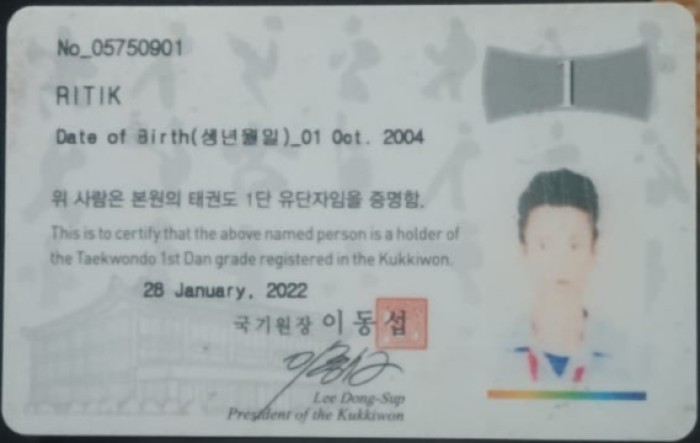 No_05750901
1
RITIK
Date of Birth(생년월일)_01 Oct. 2004
위 사람은 본원의 태권도 1단 유단자임을 증명함.
This is to certify that the above named person is a holder of
the Taekwondo 1st Dan grade registered in the Kukkiwon.
28 January, 2022
국기원장 이동섭
Lee Dong-Sup
President of the Kukkiwon